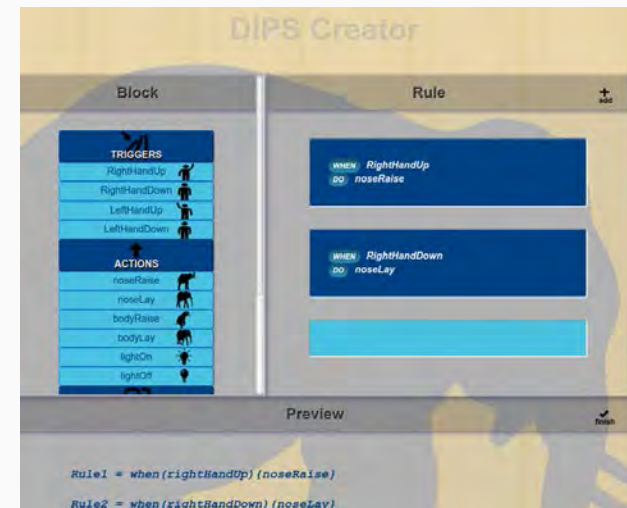 DIPS Creator
Block
TRIGGERS
RightHandUp
RightHandDown
LeftHandUp
LeftHandDown
ACTIONS
noseRaise
noseLay
bodyRaise
bodyLay
lightOn
lightOff
Rule
add
WHEN RightHandUp
DO noseRaise
WHEN RightHandDown
DO noseLay
Preview
finish
Rule1 = when(rightHandUp){noseRaise}
Rule2 = when(rightHandDown){noseLay}